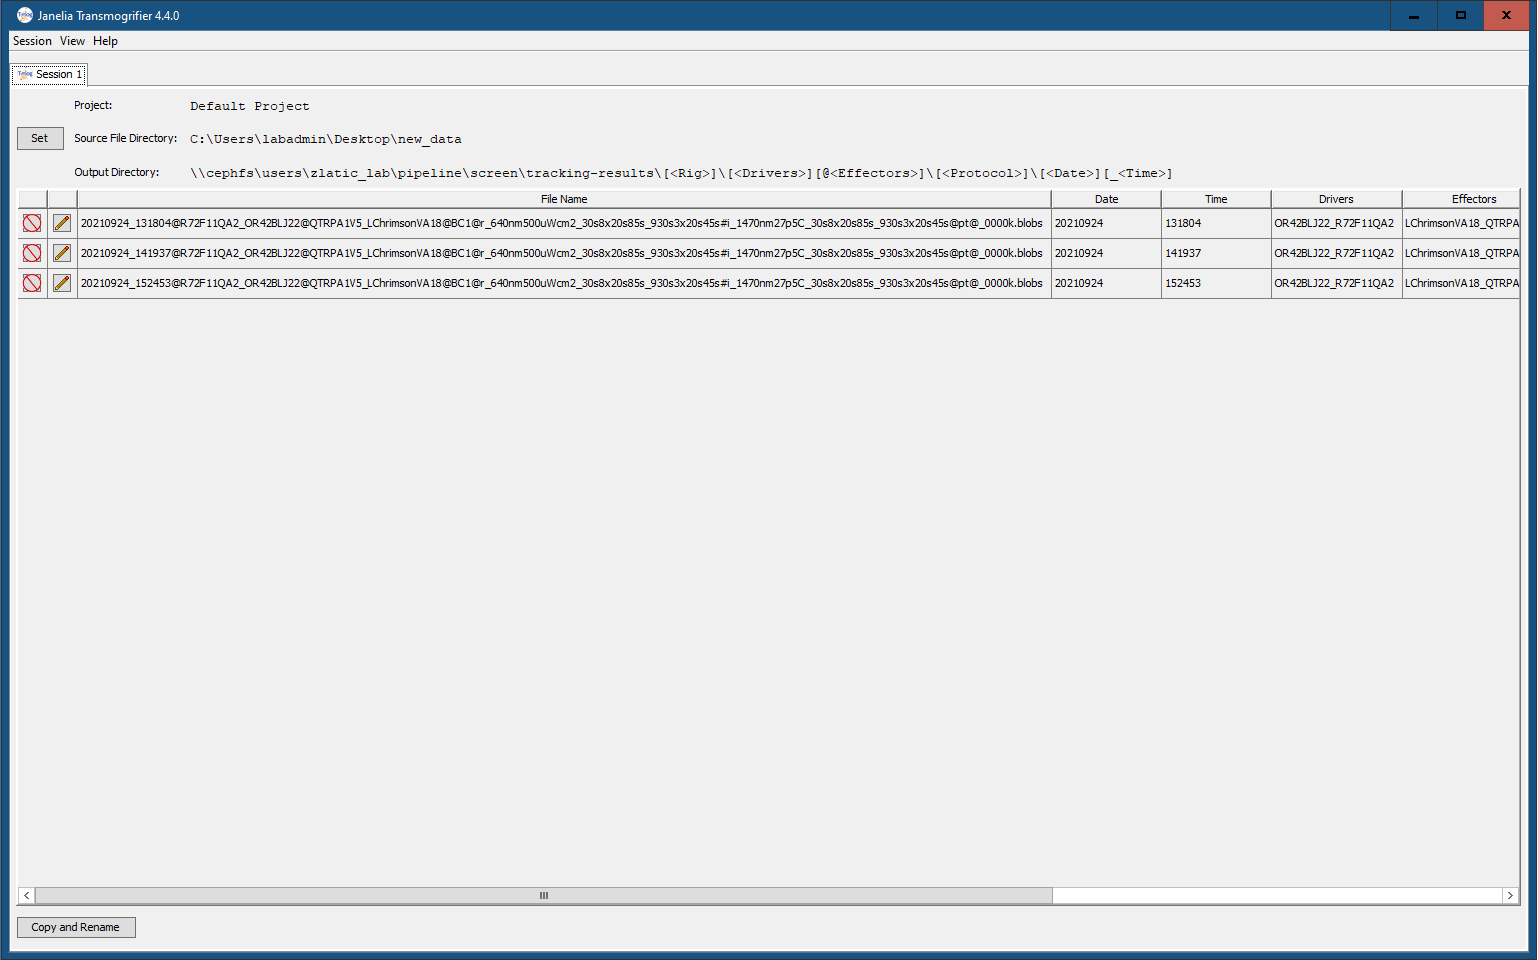 Janelia Transmogrifier 4.4.0
Session View Help
Session 1
Project: Default Project
Set Source File Directory: C:\Users\labadmin\Desktop\new_data
Output Directory: \\cephfs\users\zlatic_lab\pipeline\screen\tracking-results\[<Rig>]\[<Drivers>][@<Effectors>]\[<Protocol>]\[<Date>][_<Time>]
File Name Date Time Drivers Effectors
20210924_131804@R72F11QA2_OR42BLJ22@QTRPA1V5_LChrimsonVA18@BC1@r_640nm500uWcm2_30s8x20s85s_930s3x20s45s#i_1470nm27p5C_30s8x20s85s_930s3x20s45s@pt@_0000k.blobs 20210924 131804 OR42BLJ22_R72F11QA2 LChrimsonVA18_QTRPA
20210924_141937@R72F11QA2_OR42BLJ22@QTRPA1V5_LChrimsonVA18@BC1@r_640nm500uWcm2_30s8x20s85s_930s3x20s45s#i_1470nm27p5C_30s8x20s85s_930s3x20s45s@pt@_0000k.blobs 20210924 141937 OR42BLJ22_R72F11QA2 LChrimsonVA18_QTRPA
20210924_152453@R72F11QA2_OR42BLJ22@QTRPA1V5_LChrimsonVA18@BC1@r_640nm500uWcm2_30s8x20s85s_930s3x20s45s#i_1470nm27p5C_30s8x20s85s_930s3x20s45s@pt@_0000k.blobs 20210924 152453 OR42BLJ22_R72F11QA2 LChrimsonVA18_QTRPA
Copy and Rename